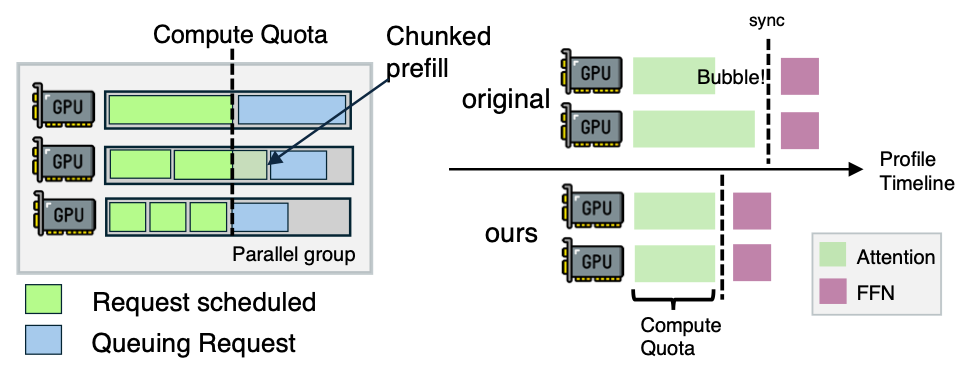 Compute Quota
GPU
GPU
GPU
Chunked
prefill
Parallel group
Request scheduled
Queuing Request
sync
original
GPU
Bubble!
GPU
Profile
Timeline
ours
GPU
GPU
Compute
Quota
Attention
FFN